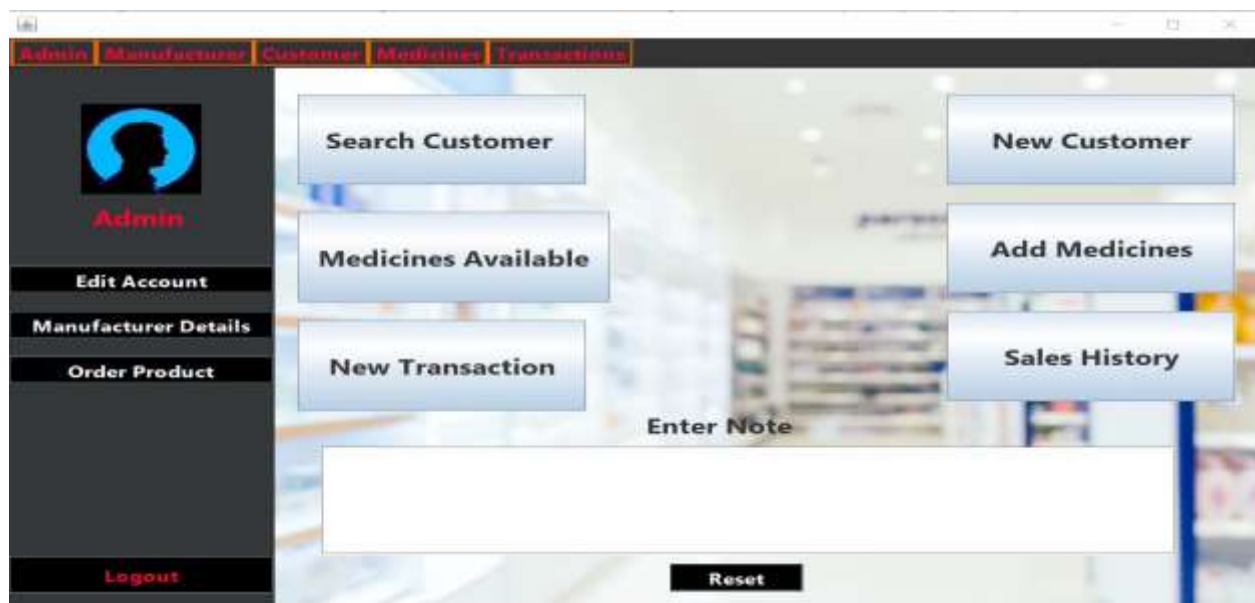 Admin Manufacturer Customer Medicines Transactions
Admin
Edit Account
Manufacturer Details
Order Product
Logout
Search Customer
New Customer
Medicines Available
Add Medicines
New Transaction
Sales History
Enter Note
Reset